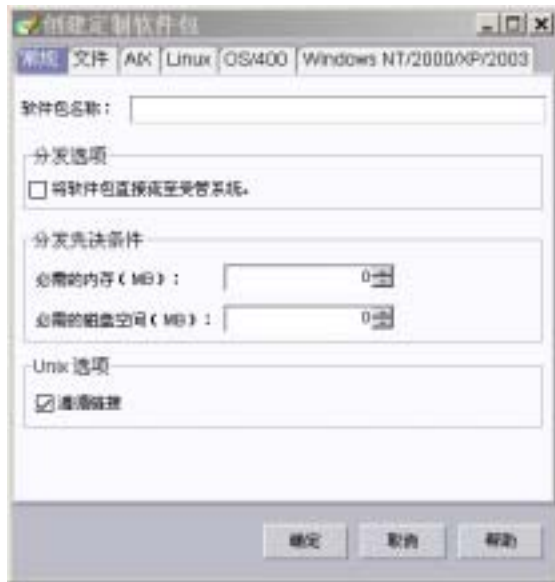 创建定制软件包
常规 文件 AIX Linux OS/400 Windows NT/2000/XP/2003
软件包名称：
分发选项
将软件包直接流至受管系统。
分发先决条件
必需的内存（MB）： 0
必需的磁盘空间（MB）： 0
Unix 选项
遵循链接
确定 取消 帮助